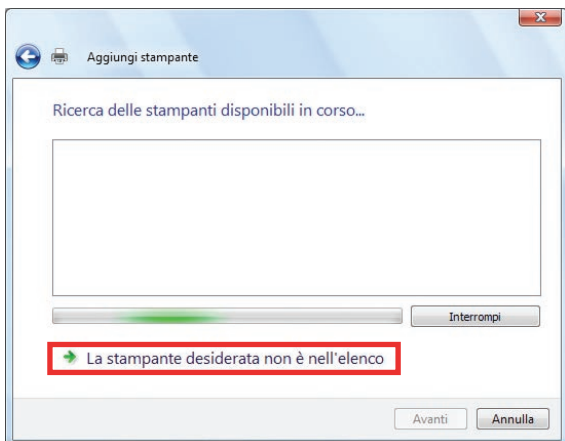 Aggiungi stampante
Ricerca delle stampanti disponibili in corso...
Interrompi
La stampante desiderata non è nell'elenco
Avanti Annulla